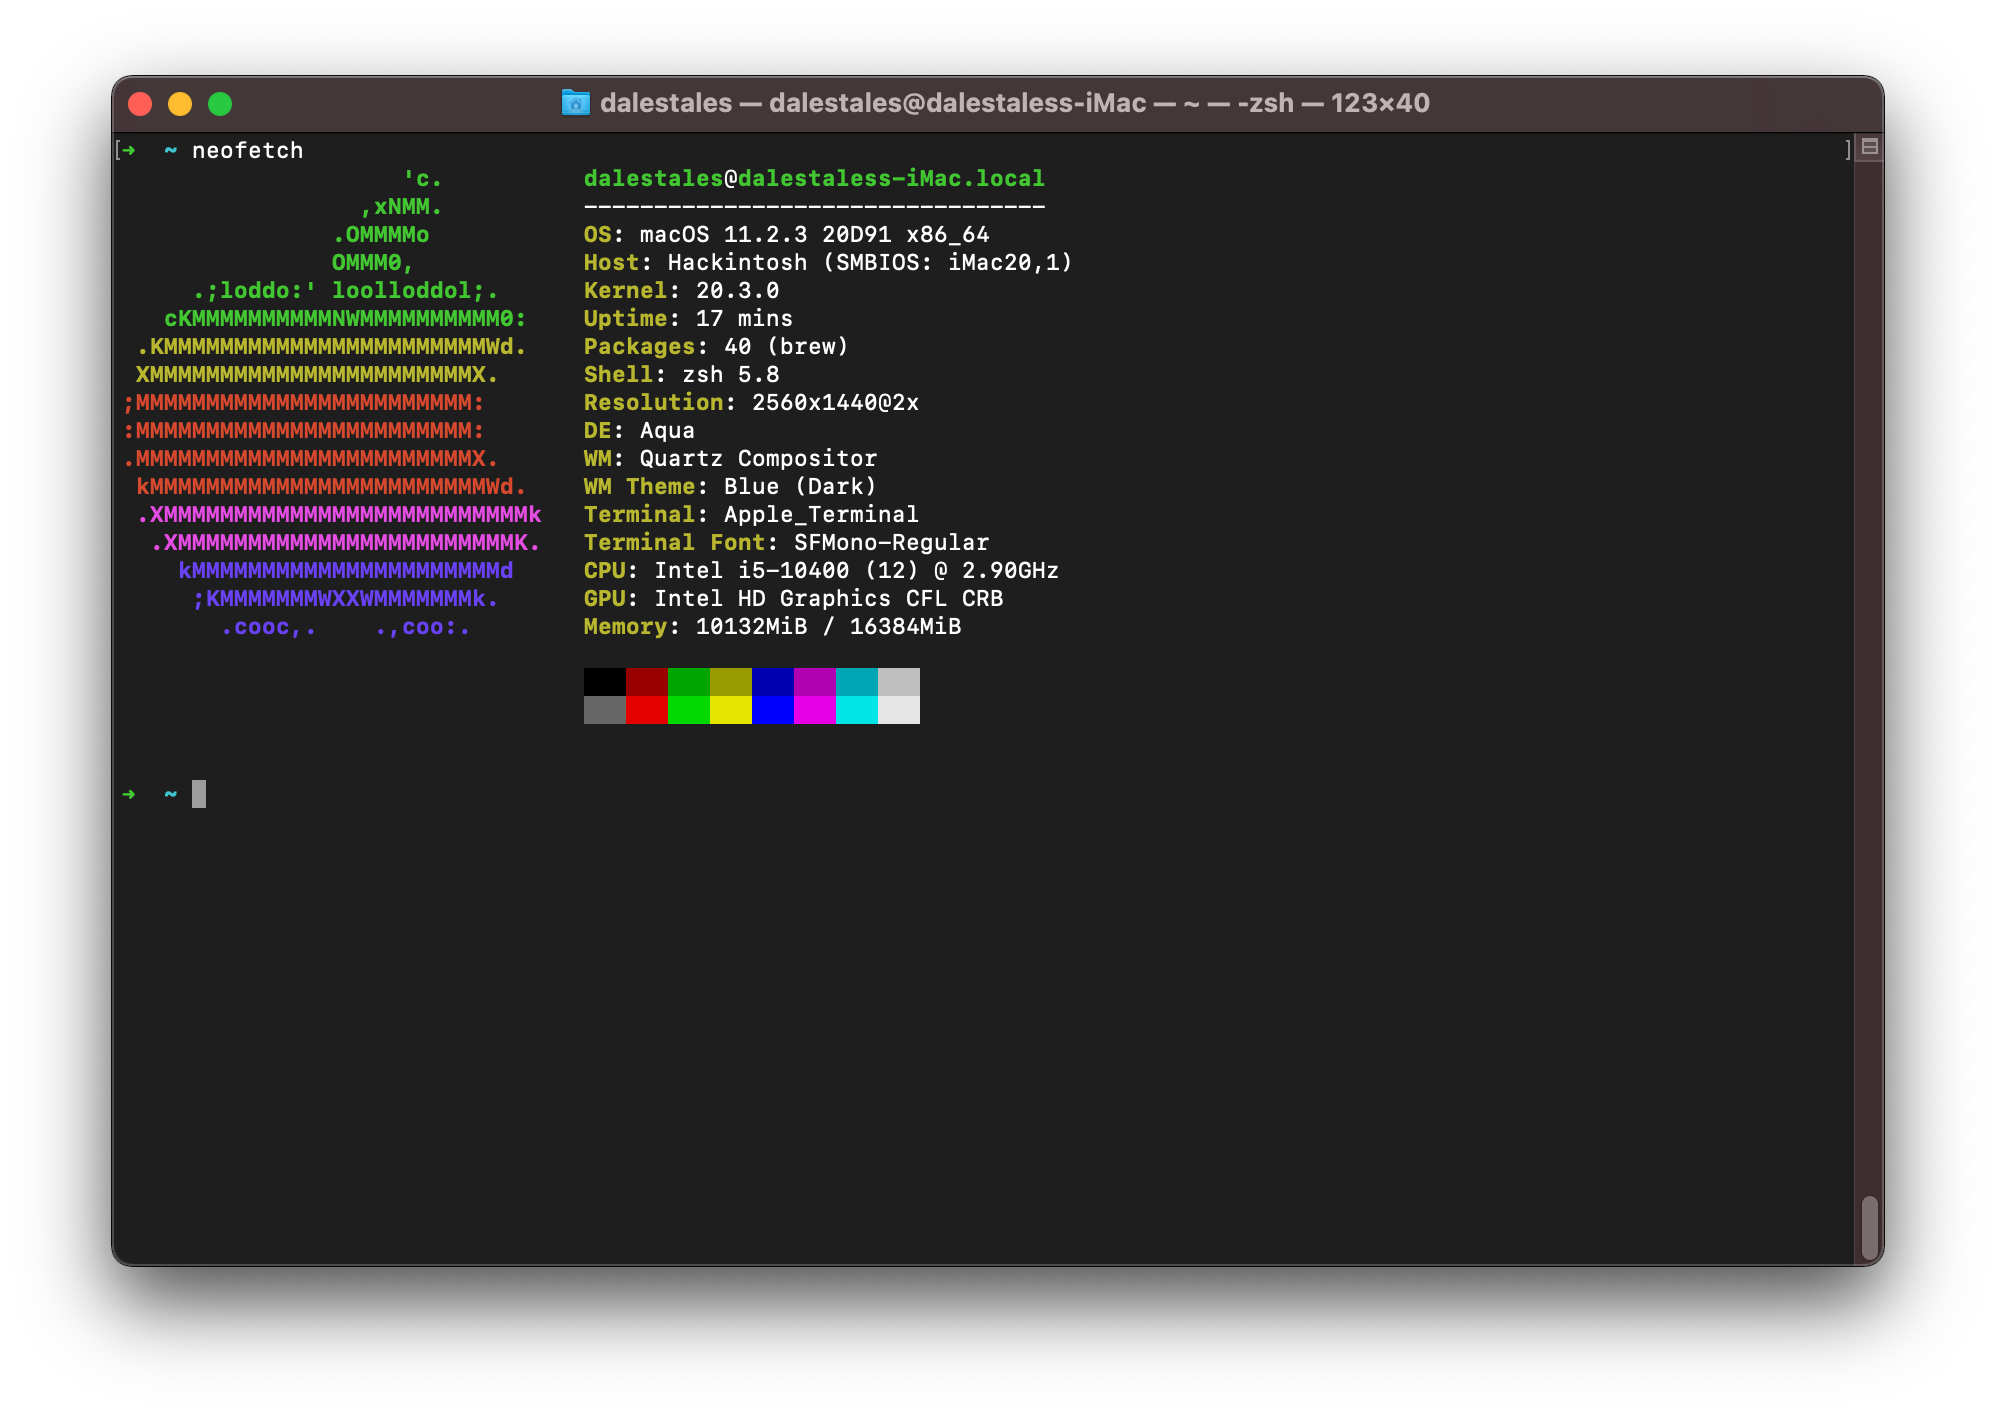 dalestales — dalestales@dalestaless-iMac — ~ — -zsh — 123×40
[➜  ~ neofetch ]
                    'c.          dalestales@dalestaless-iMac.local
                 ,xNMM.          ---------------------------------
               .OMMMMo           OS: macOS 11.2.3 20D91 x86_64
               OMMM0,            Host: Hackintosh (SMBIOS: iMac20,1)
     .;loddo:' loolloddol;.      Kernel: 20.3.0
   cKMMMMMMMMMMNWMMMMMMMMMM0:    Uptime: 17 mins
 .KMMMMMMMMMMMMMMMMMMMMMMMWd.    Packages: 40 (brew)
 XMMMMMMMMMMMMMMMMMMMMMMMX.      Shell: zsh 5.8
;MMMMMMMMMMMMMMMMMMMMMMMM:       Resolution: 2560x1440@2x
:MMMMMMMMMMMMMMMMMMMMMMMM:       DE: Aqua
.MMMMMMMMMMMMMMMMMMMMMMMMX.      WM: Quartz Compositor
 kMMMMMMMMMMMMMMMMMMMMMMMMWd.    WM Theme: Blue (Dark)
 .XMMMMMMMMMMMMMMMMMMMMMMMMMMk   Terminal: Apple_Terminal
  .XMMMMMMMMMMMMMMMMMMMMMMMMK.   Terminal Font: SFMono-Regular
    kMMMMMMMMMMMMMMMMMMMMMMd     CPU: Intel i5-10400 (12) @ 2.90GHz
     ;KMMMMMMMWXXWMMMMMMMk.      GPU: Intel HD Graphics CFL CRB
       .cooc,.    .,coo:.        Memory: 10132MiB / 16384MiB
➜  ~